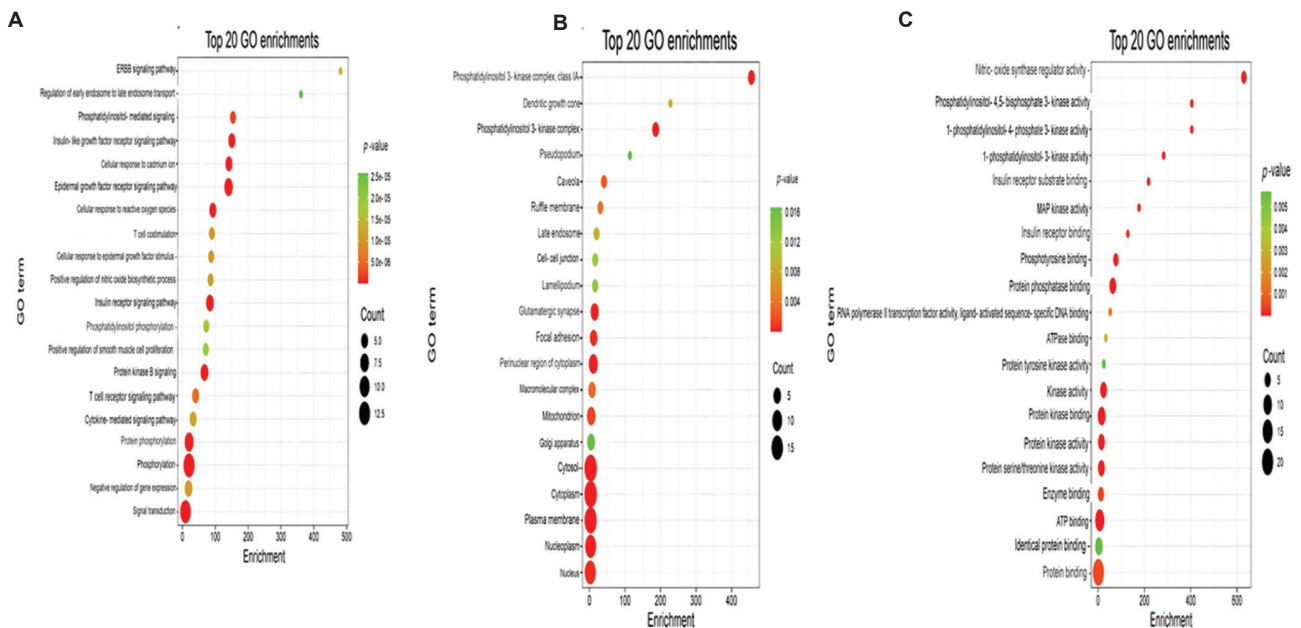 A
Top 20 GO enrichments
ERBB signaling pathway
Regulation of early endosome to late endosome transport
Phosphatidylinositol- mediated signaling
Insulin- like growth factor receptor signaling pathway
Cellular response to cadmium ion
Epidermal growth factor receptor signaling pathway
Cellular response to reactive oxygen species
T cell costimulation
Cellular response to epidermal growth factor stimulus
Positive regulation of nitric oxide biosynthetic process
Insulin receptor signaling pathway
Phosphatidylinositol phosphorylation
Positive regulation of smooth muscle cell proliferation
Protein kinase B signaling
T cell receptor signaling pathway
Cytokine- mediated signaling pathway
Protein phosphorylation
Phosphorylation
Negative regulation of gene expression
Signal transduction
GO term
0 100 200 300 400 500
Enrichment
p -value
2.5e- 05
2.0e- 05
1.5e- 05
1.0e- 05
5.0e- 06
Count
5.0
7.5
10.0
12.5
B
Top 20 GO enrichments
Phosphatidylinositol 3- kinase complex, class IA
Dendritic growth cone
Phosphatidylinositol 3- kinase complex
Pseudopodium
Caveola
Ruffle membrane
Late endosome
Cell- cell junction
Lamellipodium
Glutamatergic synapse
Focal adhesion
Perinuclear region of cytoplasm
Macromolecular complex
Mitochondrion
Golgi apparatus
Cytosol
Cytoplasm
Plasma membrane
Nucleoplasm
Nucleus
GO term
0 100 200 300 400
Enrichment
p -value
0.016
0.012
0.008
0.004
Count
5
10
15
C
Top 20 GO enrichments
Nitric- oxide synthase regulator activity
Phosphatidylinositol- 4,5- bisphosphate 3- kinase activity
1- phosphatidylinositol- 4- phosphate 3- kinase activity
1- phosphatidylinositol- 3- kinase activity
Insulin receptor substrate binding
MAP kinase activity
Insulin receptor binding
Phosphotyrosine binding
Protein phosphatase binding
RNA polymerase II transcription factor activity, ligand- activated sequence- specific DNA binding
ATPase binding
Protein tyrosine kinase activity
Kinase activity
Protein kinase binding
Protein kinase activity
Protein serine/threonine kinase activity
Enzyme binding
ATP binding
Identical protein binding
Protein binding
GO term
0 200 400 600
Enrichment
p -value
0.005
0.004
0.003
0.002
0.001
Count
5
10
15
20